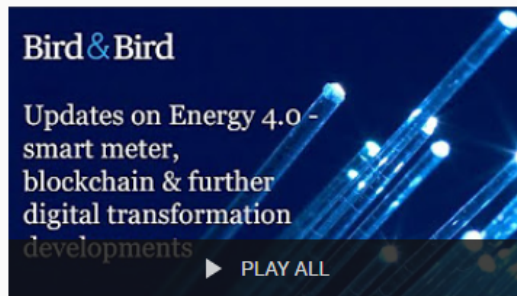 Bird & Bird
Updates on Energy 4.0 -
smart meter,
blockchain & further
digital transformation
developments
PLAY ALL